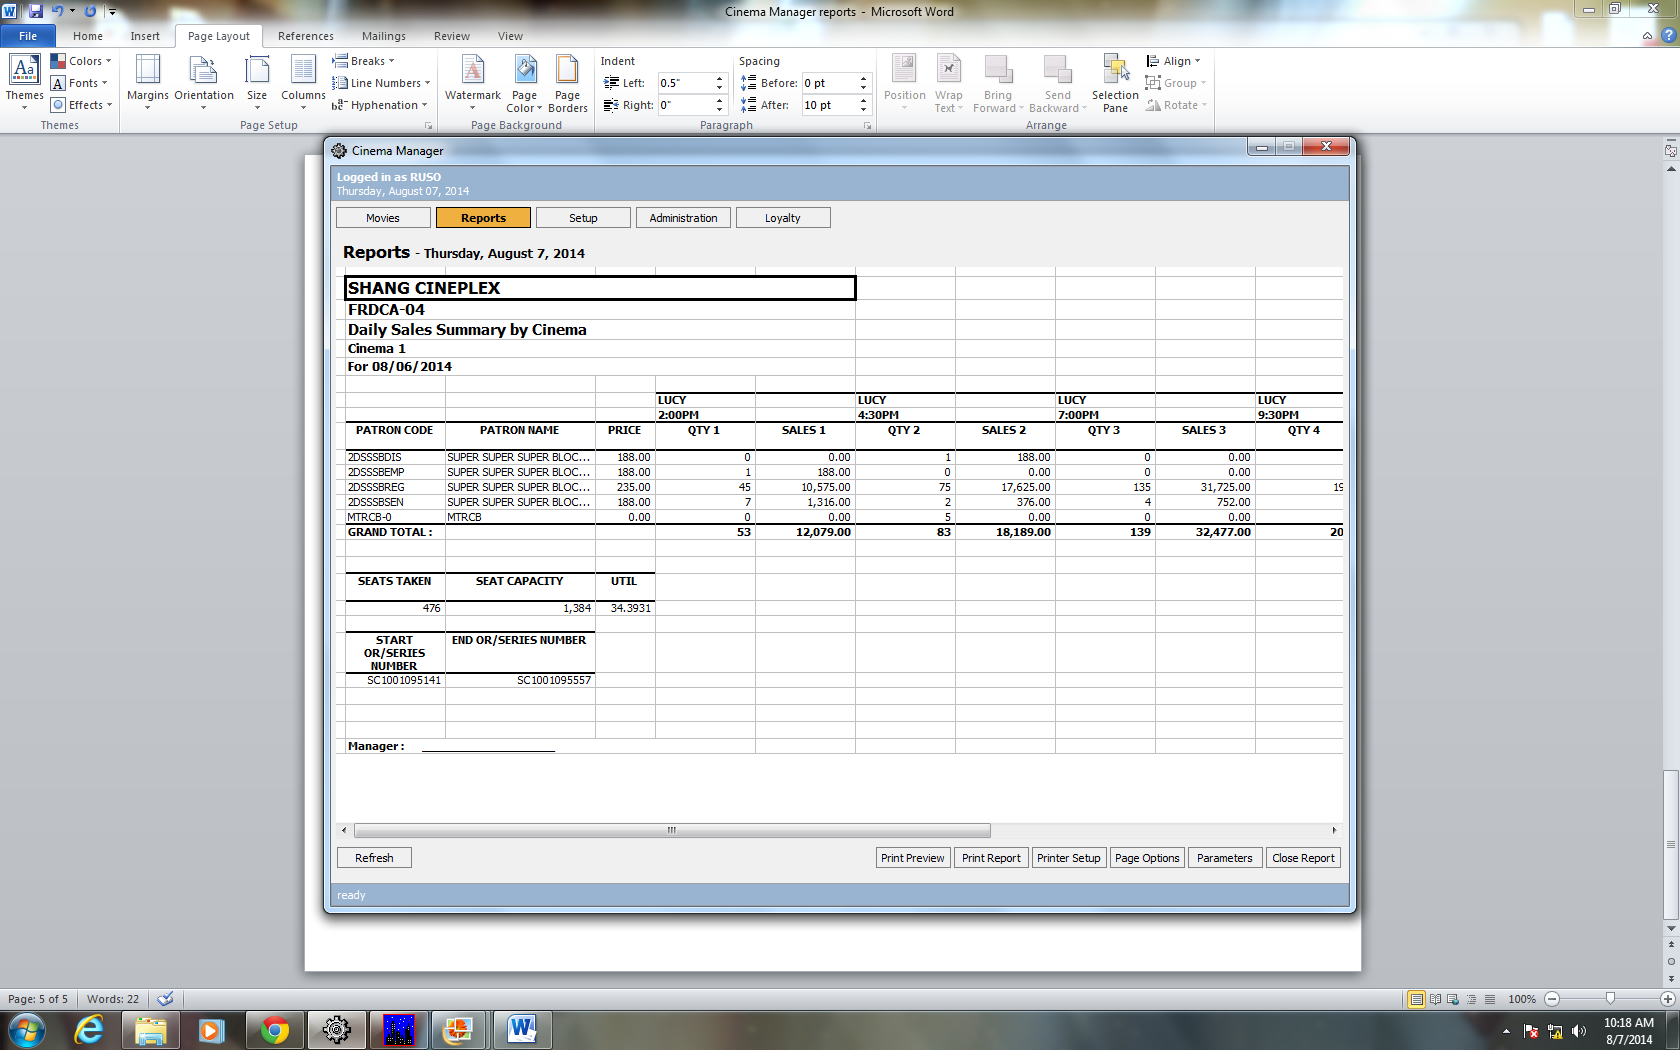 Cinema Manager reports - Microsoft Word
File Home Insert Page Layout References Mailings Review View
Themes
Colors
Fonts
Effects
Themes
Margins
Orientation
Size
Columns
Breaks
Line Numbers
Hyphenation
Page Setup
Watermark
Page Color
Page Borders
Page Background
Indent
Left: 0.5"
Right: 0"
Spacing
Before: 0 pt
After: 10 pt
Paragraph
Position
Wrap Text
Bring Forward
Send Backward
Selection Pane
Align
Group
Rotate
Arrange
Cinema Manager
Logged in as RUSO
Thursday, August 07, 2014
Movies Reports Setup Administration Loyalty
Reports - Thursday, August 7, 2014
SHANG CINEPLEX
FRDCA-04
Daily Sales Summary by Cinema
Cinema 1
For 08/06/2014
LUCY LUCY LUCY LUCY
2:00PM 4:30PM 7:00PM 9:30PM
PATRON CODE PATRON NAME PRICE QTY 1 SALES 1 QTY 2 SALES 2 QTY 3 SALES 3 QTY 4
2DSSSBDIS SUPER SUPER SUPER BLOC... 188.00 0 0.00 1 188.00 0 0.00
2DSSSBEMP SUPER SUPER SUPER BLOC... 188.00 1 188.00 0 0.00 0 0.00
2DSSSBREG SUPER SUPER SUPER BLOC... 235.00 45 10,575.00 75 17,625.00 135 31,725.00 19
2DSSSBSEN SUPER SUPER SUPER BLOC... 188.00 7 1,316.00 2 376.00 4 752.00
MTRCB-0 MTRCB 0.00 0 0.00 5 0.00 0 0.00
GRAND TOTAL : 53 12,079.00 83 18,189.00 139 32,477.00 20
SEATS TAKEN SEAT CAPACITY UTIL
476 1,384 34.3931
START OR/SERIES NUMBER END OR/SERIES NUMBER
SC1001095141 SC1001095557
Manager :
Refresh Print Preview Print Report Printer Setup Page Options Parameters Close Report
ready
Page: 5 of 5 Words: 22 100%
10:18 AM
8/7/2014